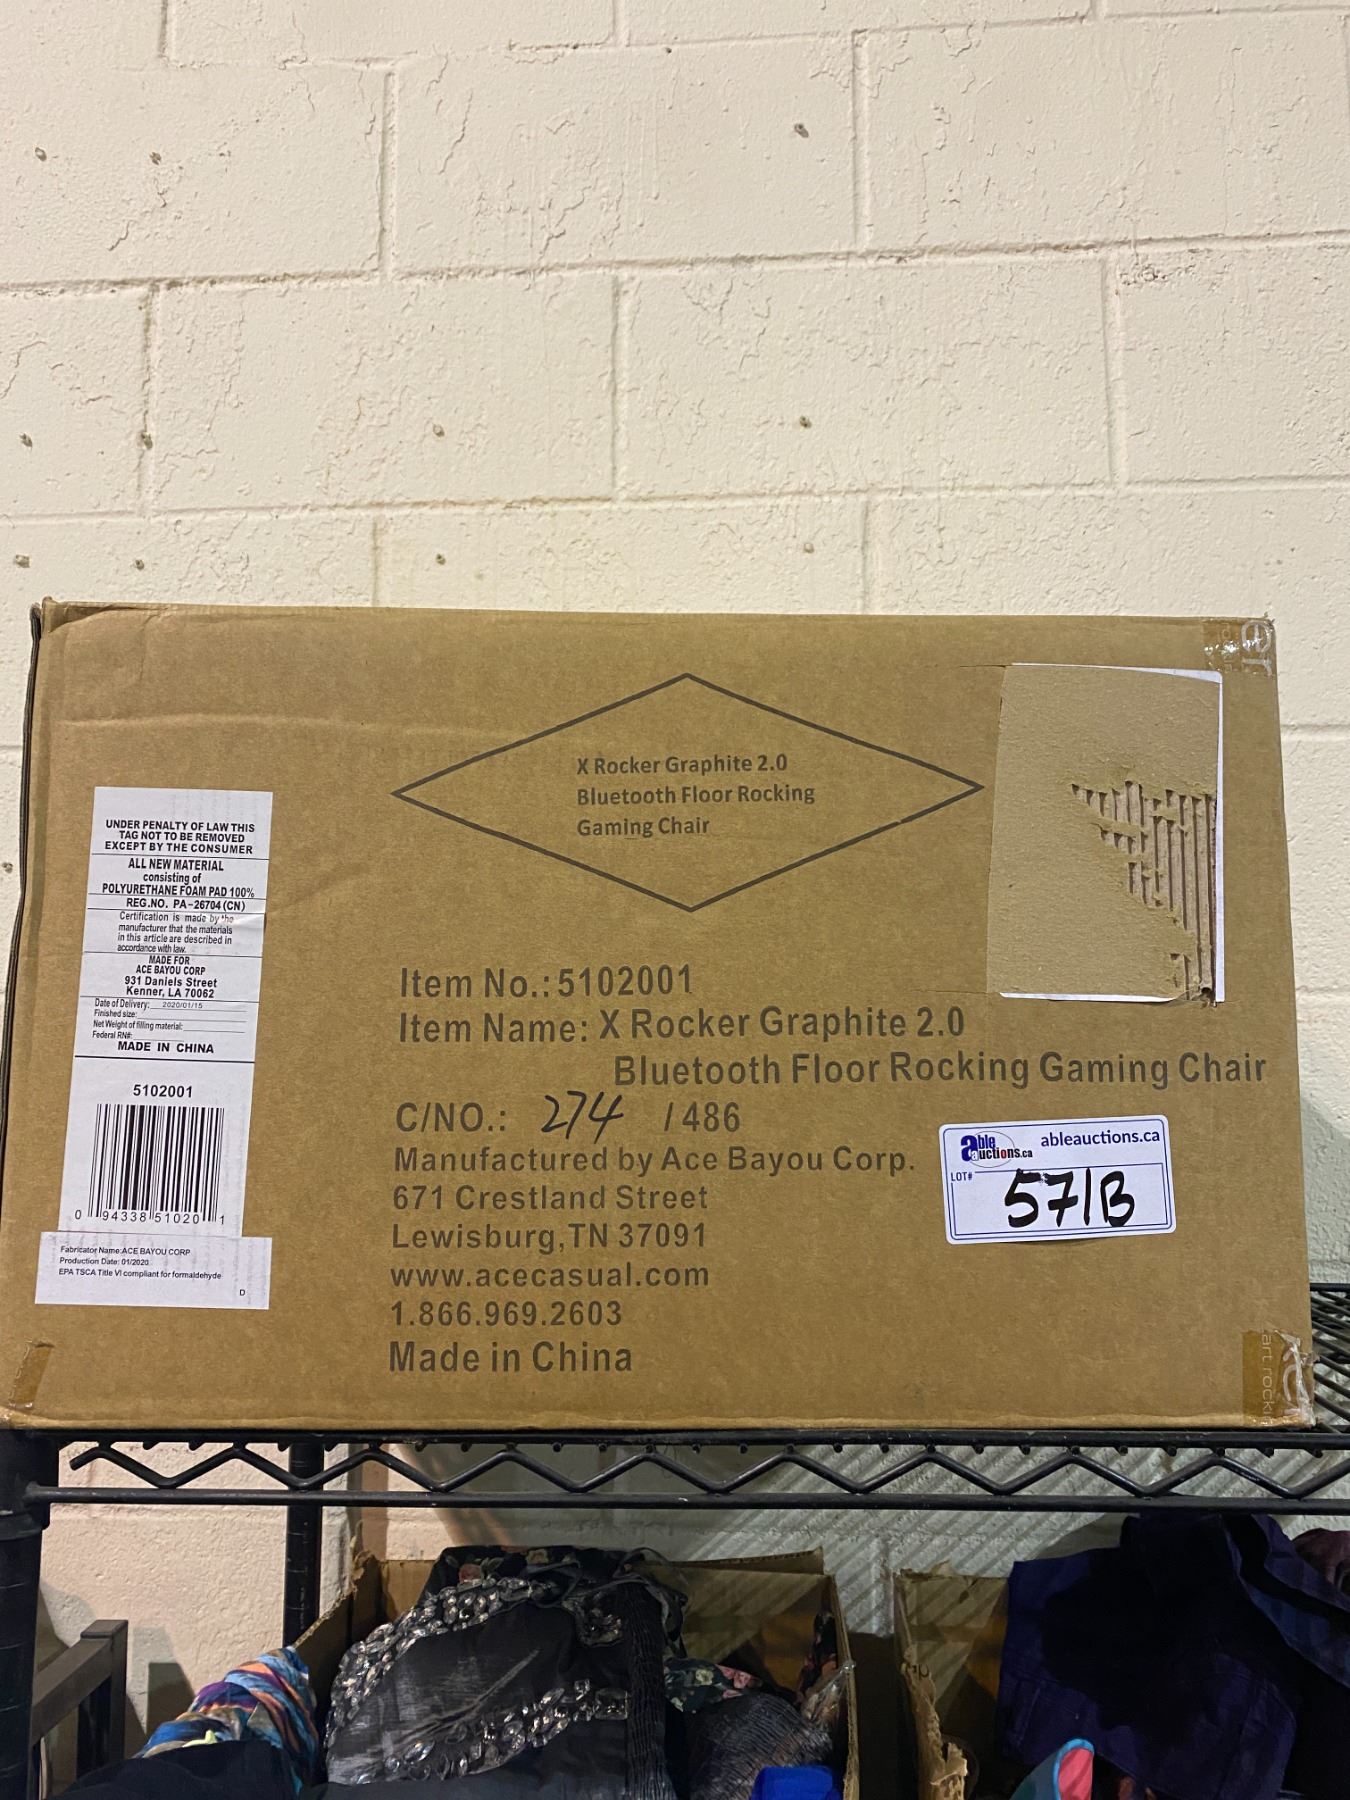 X Rocker Graphite 2.0
Bluetooth Floor Rocking
Gaming Chair
UNDER PENALTY OF LAW THIS
TAG NOT TO BE REMOVED
EXCEPT BY THE CONSUMER
ALL NEW MATERIAL
consisting of
POLYURETHANE FOAM PAD 100%
REG.NO. PA-26704 (CN)
Certification is made by the
manufacturer that the materials
in this article are described in
accordance with law.
MADE FOR
ACE BAYOU CORP
931 Daniels Street
Kenner, LA 70062
Date of Delivery: 2020/01/15
Finished size:
Net Weight of filling material:
Federal RN#:
MADE IN CHINA
5102001
0 94338 51020 1
Fabricator Name:ACE BAYOU CORP
Production Date: 01/2020
EPA TSCA Title VI compliant for formaldehyde
D
Item No.: 5102001
Item Name: X Rocker Graphite 2.0
Bluetooth Floor Rocking Gaming Chair
C/NO.: 274 / 486
Manufactured by Ace Bayou Corp.
671 Crestland Street
Lewisburg, TN 37091
www.acecasual.com
1.866.969.2603
Made in China
able auctions.ca
ableauctions.ca
LOT#
571B
er
art rockin